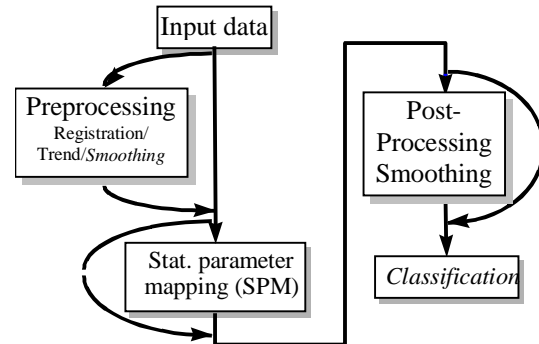 Input data
Preprocessing
Registration/
Trend/Smoothing
Stat. parameter
mapping (SPM)
Post-
Processing
Smoothing
Classification